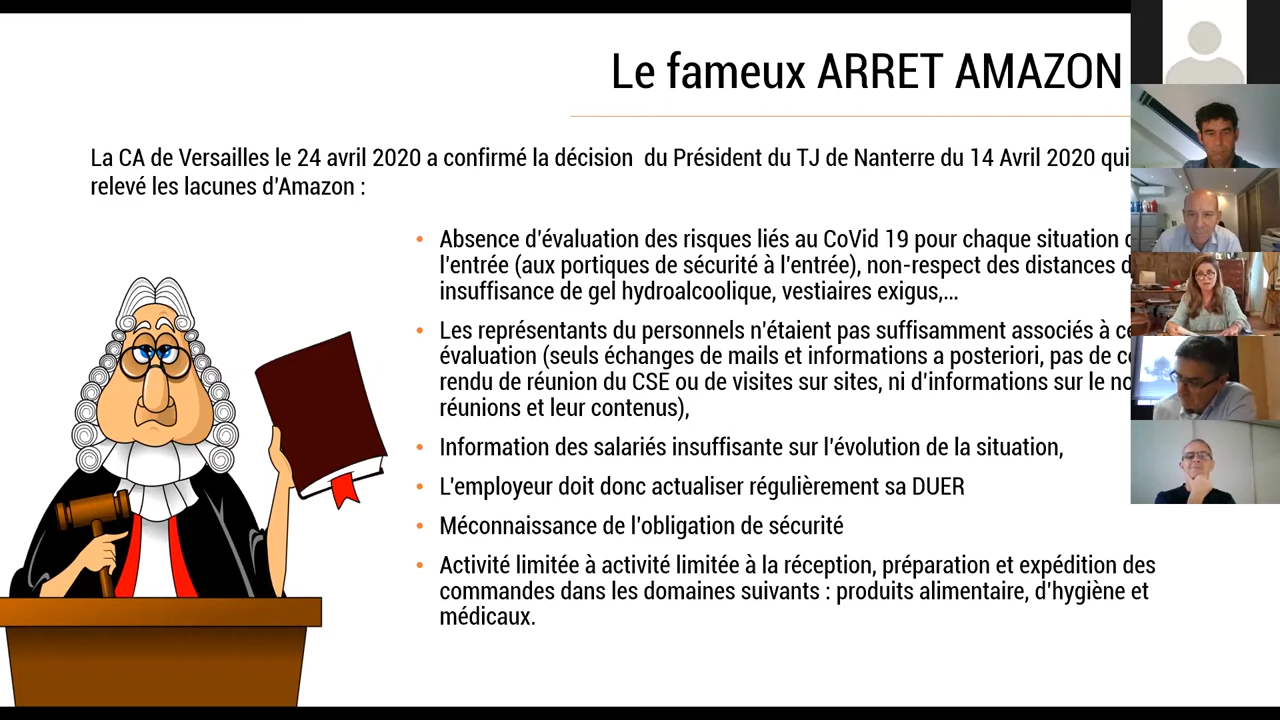 Le fameux ARRET AMAZON
La CA de Versailles le 24 avril 2020 a confirmé la décision du Président du TJ de Nanterre du 14 Avril 2020 qui
relevé les lacunes d'Amazon :
• Absence d'évaluation des risques liés au CoVid 19 pour chaque situation
l'entrée (aux portiques de sécurité à l'entrée), non-respect des distances
insuffisance de gel hydroalcoolique, vestiaires exigus,...
• Les représentants du personnels n'étaient pas suffisamment associés à
évaluation (seuls échanges de mails et informations a posteriori, pas de
rendu de réunion du CSE ou de visites sur sites, ni d'informations sur le
réunions et leur contenus),
• Information des salariés insuffisante sur l'évolution de la situation,
• L'employeur doit donc actualiser régulièrement sa DUER
• Méconnaissance de l'obligation de sécurité
• Activité limitée à activité limitée à la réception, préparation et expédition des
commandes dans les domaines suivants : produits alimentaire, d'hygiène et
médicaux.